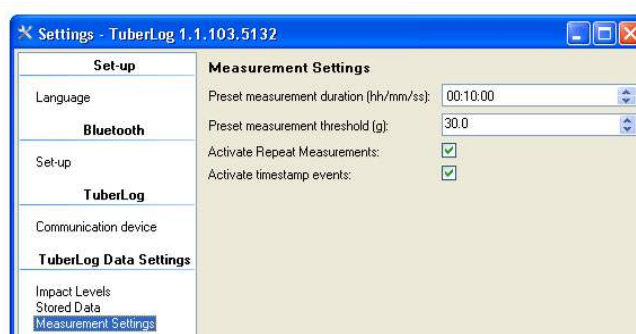 Settings - TuberLog 1.1.103.5132
Set-up
Language
Bluetooth
Set-up
TuberLog
Communication device
TuberLog Data Settings
Impact Levels
Stored Data
Measurement Settings
Measurement Settings
Preset measurement duration (hh/mm/ss): 00:10:00
Preset measurement threshold (g): 30.0
Activate Repeat Measurements:
Activate timestamp events: